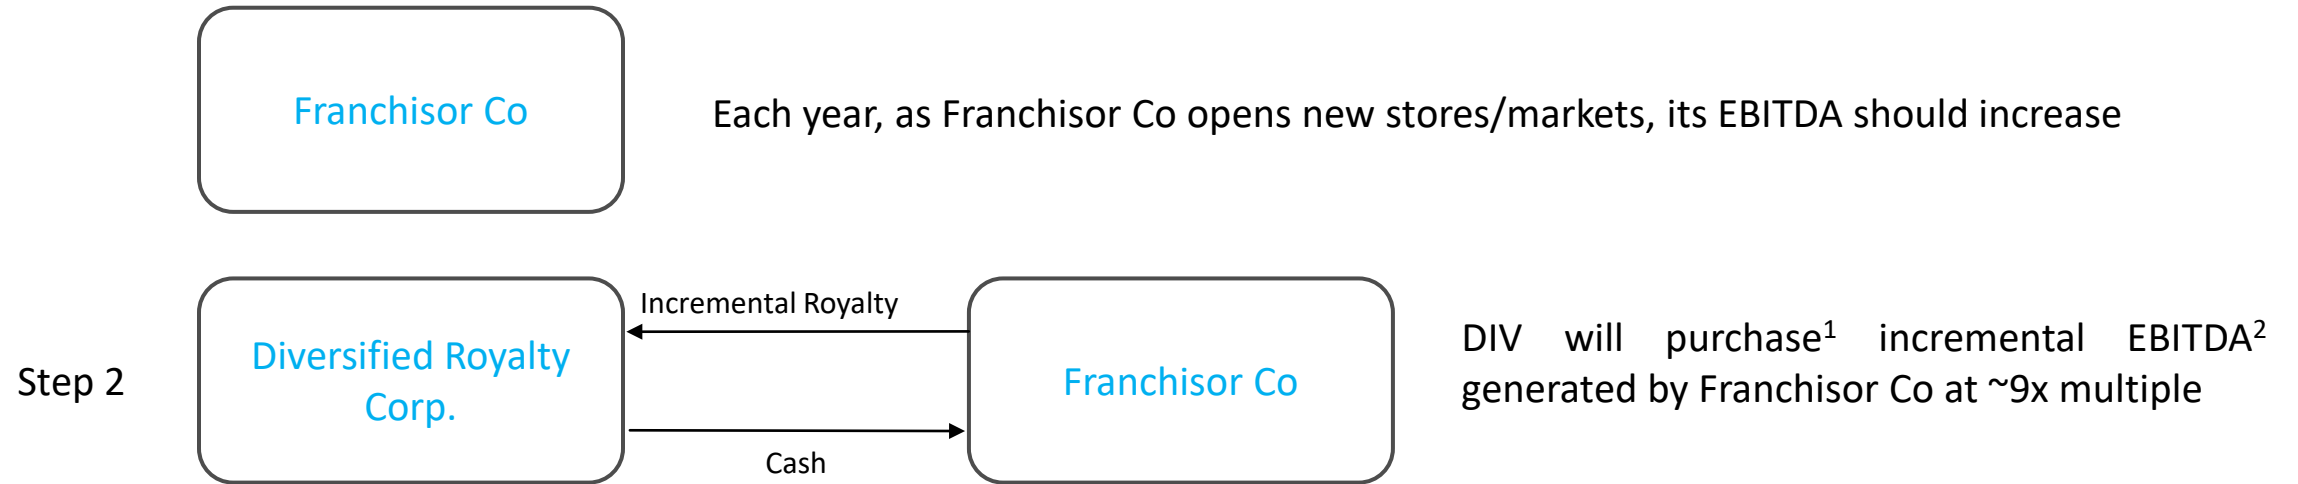 Franchisor Co
Each year, as Franchisor Co opens new stores/markets, its EBITDA should increase
Step 2
Diversified Royalty
Corp.
Incremental Royalty
Cash
Franchisor Co
DIV will purchase¹ incremental EBITDA²
generated by Franchisor Co at ~9x multiple